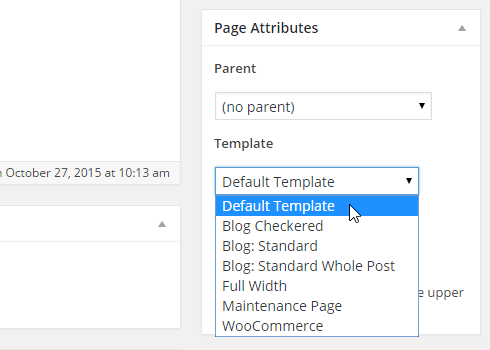 Page Attributes
Parent
(no parent)
Template
October 27, 2015 at 10:13 am
Default Template
Default Template
Blog Checkered
Blog: Standard
Blog: Standard Whole Post
Full Width
e upper
Maintenance Page
WooCommerce